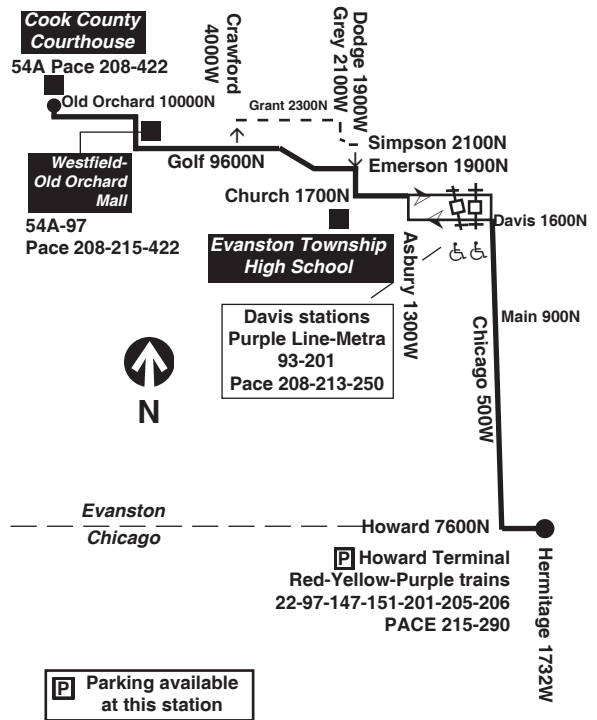 Cook County
Courthouse
54A Pace 208-422
Old Orchard 10000N
Crawford
4000W
Dodge 1900W
Grey 2100W
Grant 2300N
Simpson 2100N
Emerson 1900N
Golf 9600N
Westfield-
Old Orchard
Mall
54A-97
Pace 208-215-422
Church 1700N
Evanston Township
High School
Davis 1600N
Asbury 1300W
Davis stations
Purple Line-Metra
93-201
Pace 208-213-250
Main 900N
Chicago 500W
N
Evanston
Chicago
Howard 7600N
Hermitage 1732W
P Howard Terminal
Red-Yellow-Purple trains
22-97-147-151-201-205-206
PACE 215-290
P Parking available
at this station